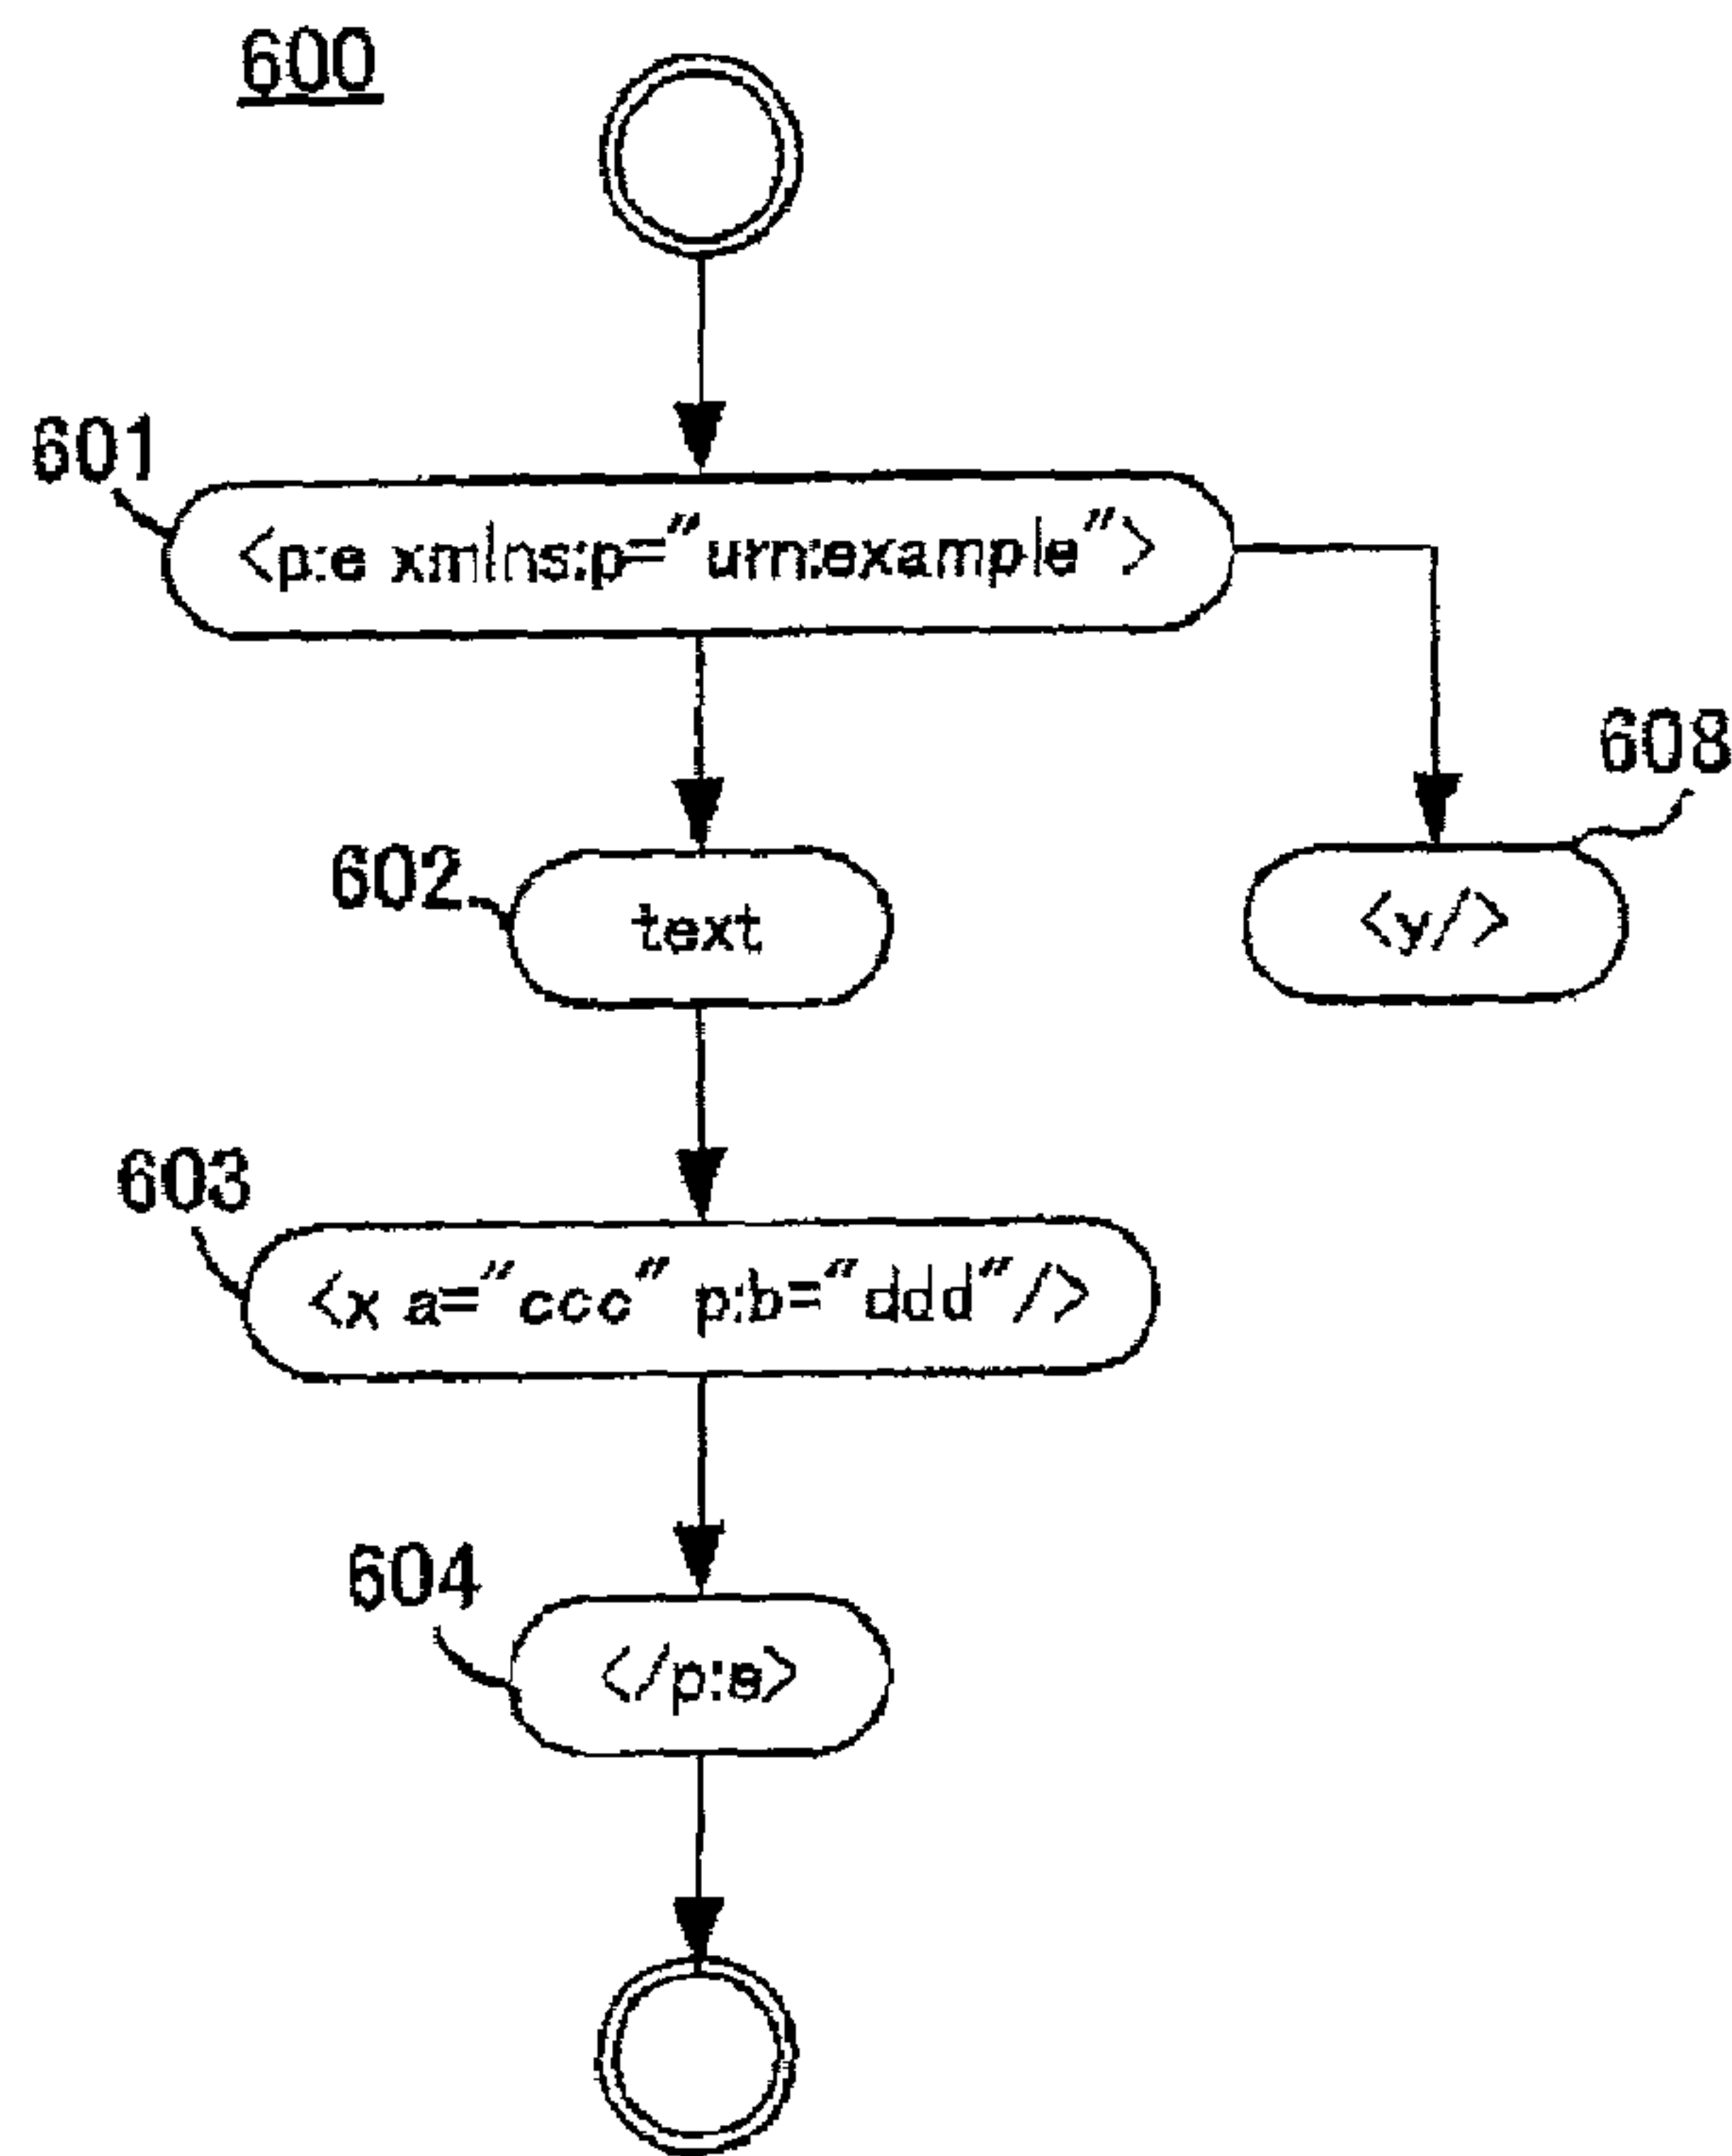 600
601
<p:e xmlns:p="urn:example">
608
602
text
<y/>
603
<x a="ccc" p:b="ddd"/>
604
</p:e>